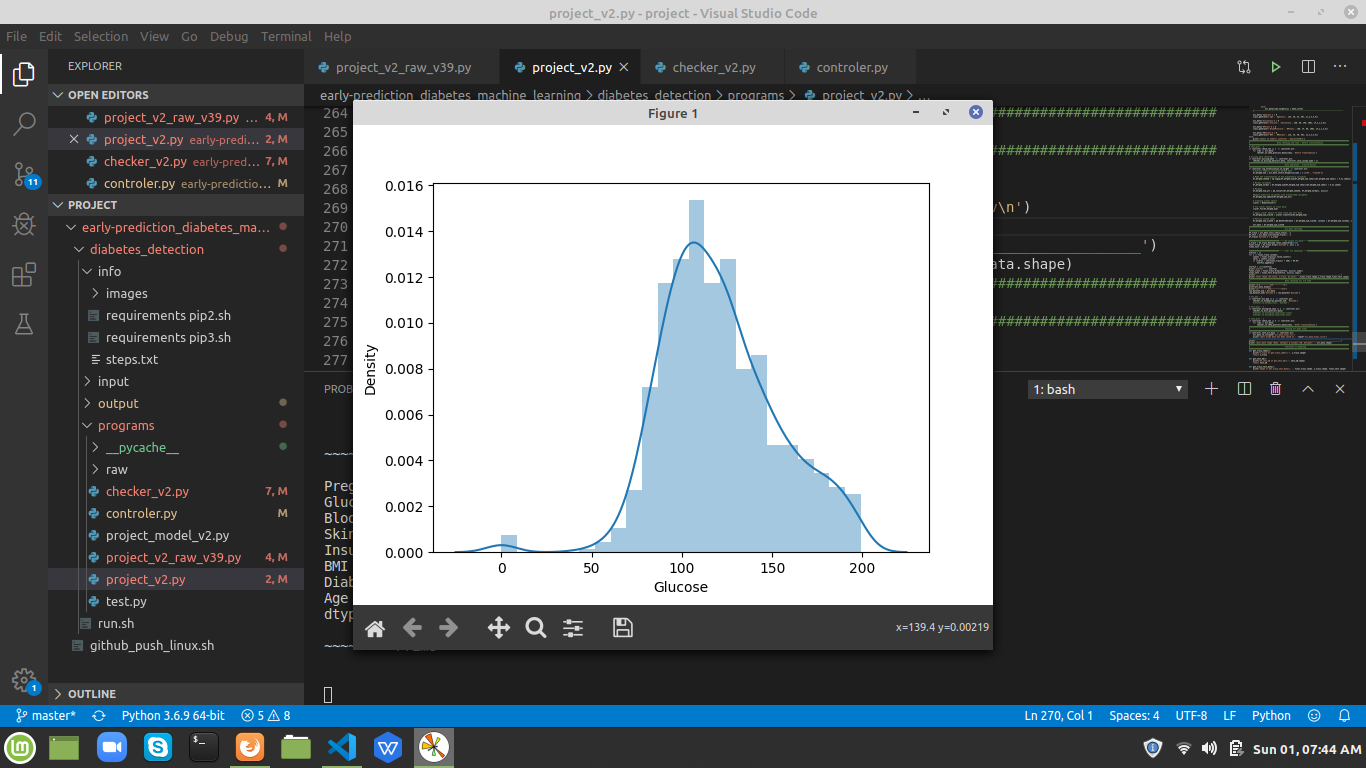 project_v2.py - project - Visual Studio Code
File Edit Selection View Go Debug Terminal Help
EXPLORER
OPEN EDITORS
project_v2_raw_v39.py ... 4, M
project_v2.py early-predi... 2, M
checker_v2.py early-pred... 7, M
controler.py early-predictio... M
PROJECT
early-prediction_diabetes_ma...
diabetes_detection
info
images
requirements pip2.sh
requirements pip3.sh
steps.txt
input
output
programs
__pycache__
raw
checker_v2.py 7, M
controler.py M
project_model_v2.py
project_v2_raw_v39.py 4, M
project_v2.py 2, M
test.py
run.sh
github_push_linux.sh
OUTLINE
11
1
project_v2_raw_v39.py project_v2.py checker_v2.py controler.py
early-prediction_diabetes_machine_learning > diabetes_detection > programs > project_v2.py > ...
264 ############################
265
266 ############################
267
268
269 \n')
270
271 ')
272 ata.shape)
273 ############################
274
275 ############################
276
277
Figure 1
0.016
0.014
0.012
0.010
0.008
0.006
0.004
0.002
0.000
Density
0 50 100 150 200
Glucose
x=139.4 y=0.00219
PROB
1: bash
~~~~
Preg
Gluc
Bloo
Skin
Insu
BMI
Diab
Age
dtyp
~~~~
master* Python 3.6.9 64-bit 5 8 Ln 270, Col 1 Spaces: 4 UTF-8 LF Python
Sun 01, 07:44 AM